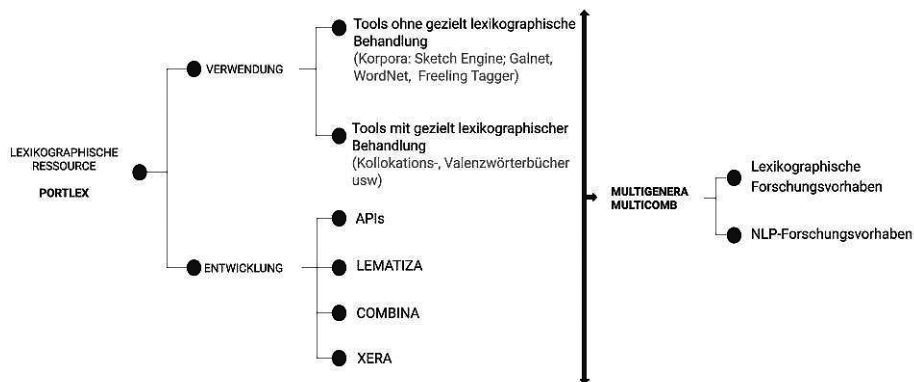 LEXIKOGRAPHISCHE
RESSOURCE
PORTLEX
VERWENDUNG
Tools ohne gezielt lexikographische
Behandlung
(Korpora: Sketch Engine; Galnet,
WordNet, Freeling Tagger)
Tools mit gezielt lexikographischer
Behandlung
(Kollokations-, Valenzwörterbücher
usw)
ENTWICKLUNG
APIs
LEMATIZA
COMBINA
XERA
MULTIGENERA
MULTICOMB
Lexikographische
Forschungsvorhaben
NLP-Forschungsvorhaben